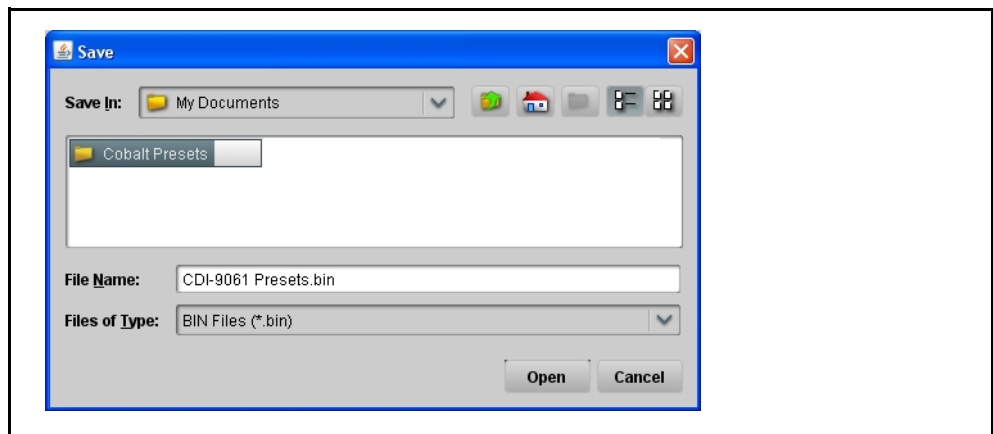 Save
Save In: My Documents
Cobalt Presets
File Name: CDI-9061 Presets.bin
Files of Type: BIN Files (*.bin)
Open Cancel